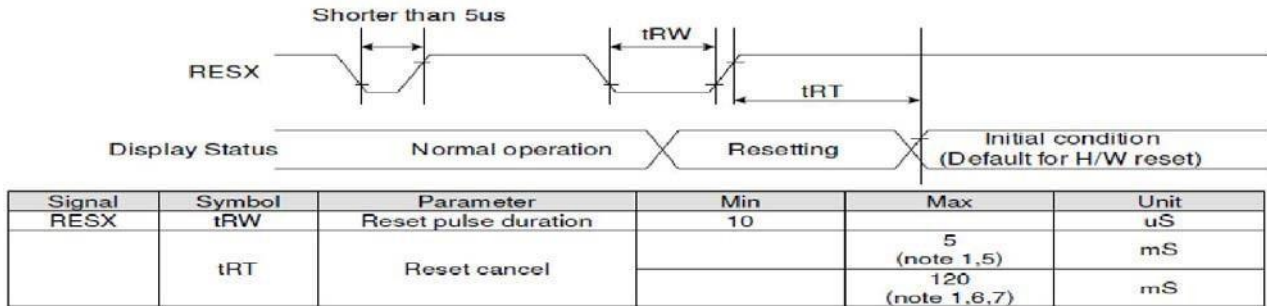 Shorter than 5us
tRW
RESX
tRT
Display Status
Normal operation
Resetting
Initial condition
(Default for H/W reset)
Signal Symbol Parameter Min Max Unit
RESX tRW Reset pulse duration 10 uS
tRT Reset cancel
5
(note 1,5)
mS
120
(note 1,6,7)
mS